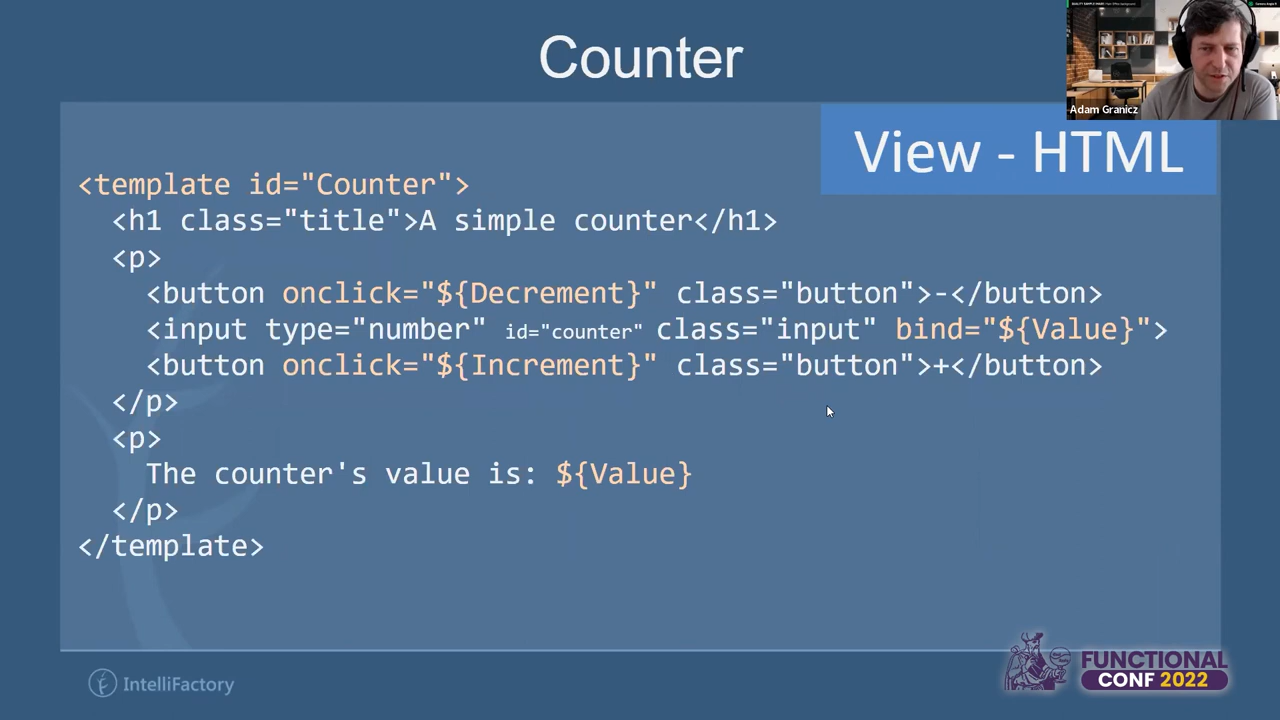 Counter
Adam Granicz
View - HTML
<template id="Counter">
<h1 class="title">A simple counter</h1>
<p>
<button onclick="${Decrement}" class="button">-</button>
<input type="number" id="counter" class="input" bind="${Value}">
<button onclick="${Increment}" class="button">+</button>
</p>
<p>
The counter's value is: ${Value}
</p>
</template>
IntelliFactory
FUNCTIONAL
CONF 2022